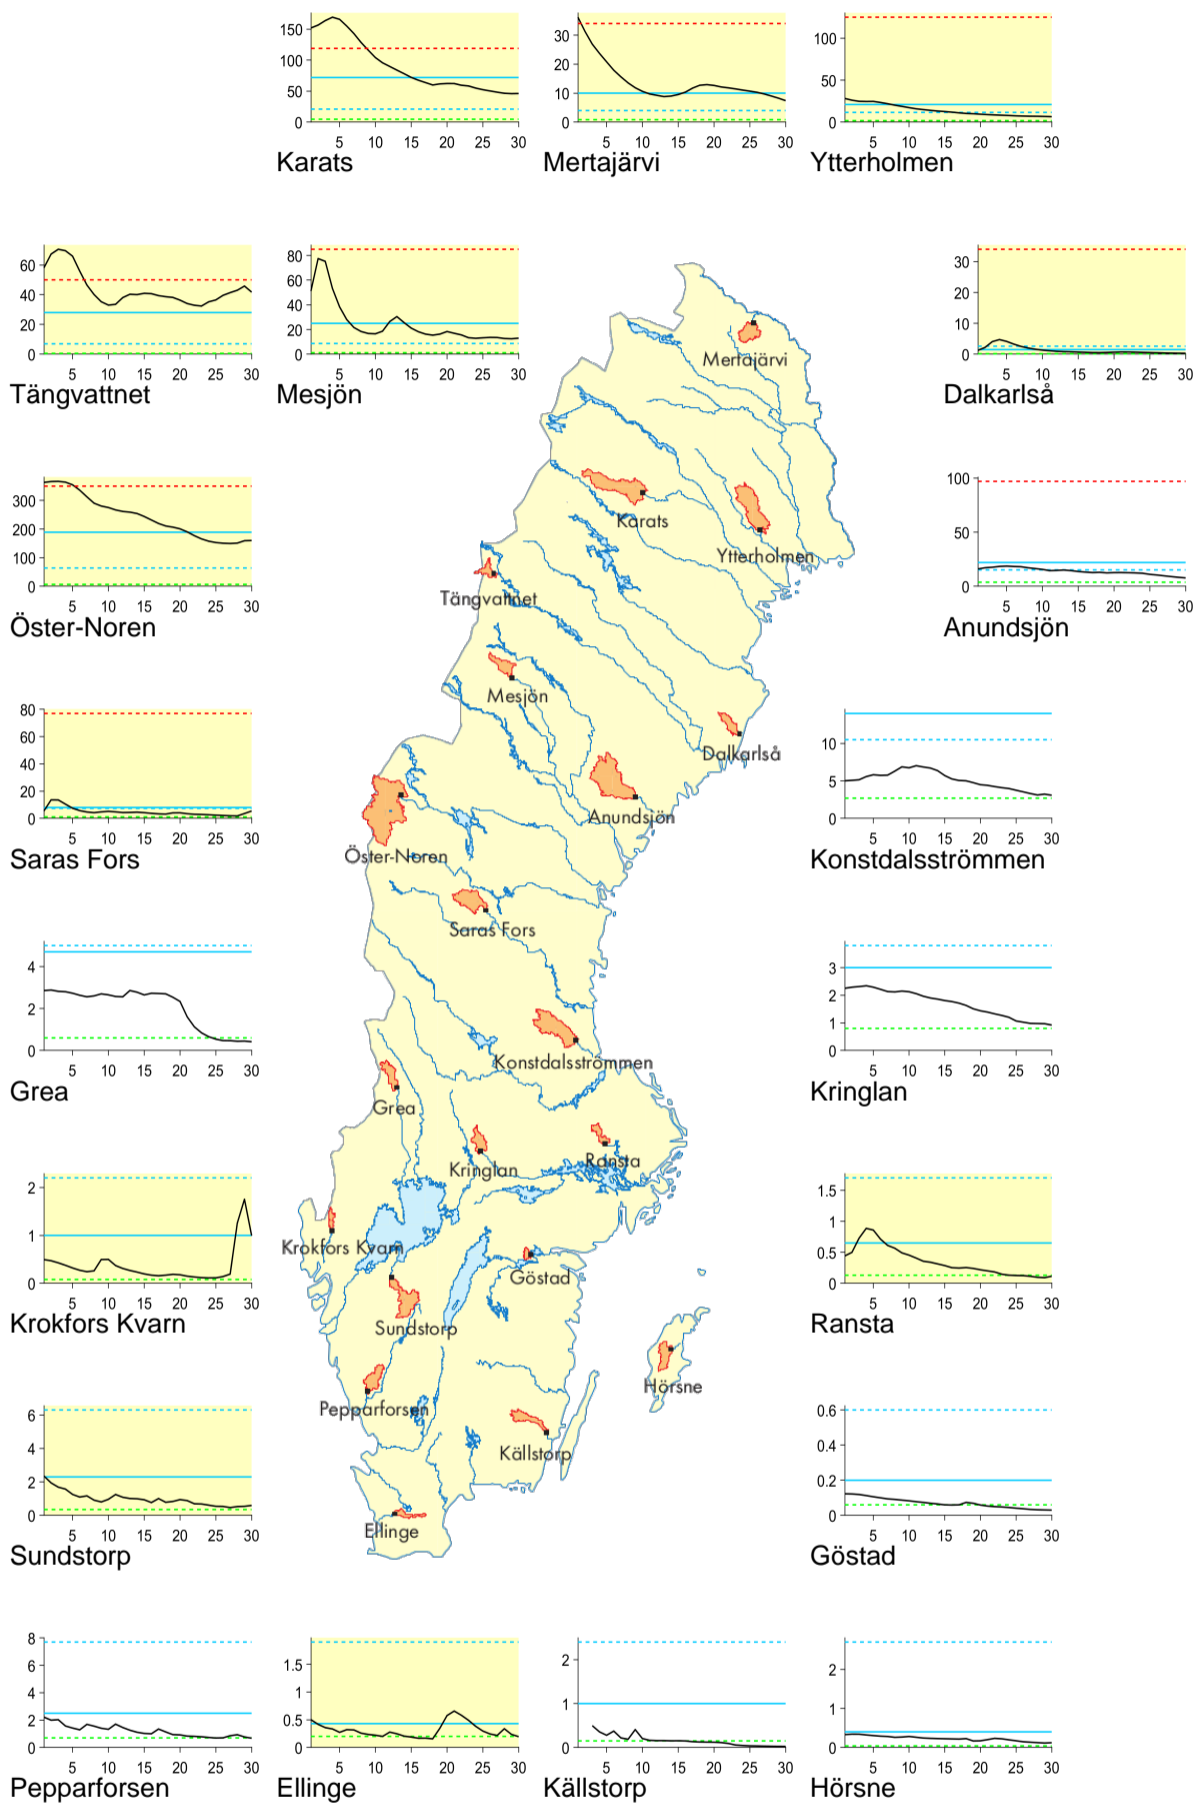 150
100
50
0
5 10 15 20 25 30
Karats
30
20
10
0
5 10 15 20 25 30
Mertajärvi
100
50
0
5 10 15 20 25 30
Ytterholmen
60
40
20
0
5 10 15 20 25 30
Tängvattnet
80
60
40
20
0
5 10 15 20 25 30
Mesjön
30
20
10
0
5 10 15 20 25 30
Dalkarlså
300
200
100
0
5 10 15 20 25 30
Öster-Noren
100
50
0
5 10 15 20 25 30
Anundsjön
80
60
40
20
0
5 10 15 20 25 30
Saras Fors
10
5
0
5 10 15 20 25 30
Konstdalsströmmen
4
2
0
5 10 15 20 25 30
Grea
3
2
1
0
5 10 15 20 25 30
Kringlan
2
1
0
5 10 15 20 25 30
Krokfors Kvarn
1.5
1
0.5
0
5 10 15 20 25 30
Ransta
6
4
2
0
5 10 15 20 25 30
Sundstorp
0.6
0.4
0.2
0
5 10 15 20 25 30
Göstad
8
6
4
2
0
5 10 15 20 25 30
Pepparforsen
1.5
1
0.5
0
5 10 15 20 25 30
Ellinge
2
1
0
5 10 15 20 25 30
Källstorp
2
1
0
5 10 15 20 25 30
Hörsne
Mertajärvi
Karats
Ytterholmen
Tängvattnet
Mesjön
Dalkarlså
Anundsjön
Öster-Noren
Saras Fors
Konstdalsströmmen
Grea
Kringlan
Ransta
Krokfors Kvarn
Göstad
Sundstorp
Hörsne
Pepparforsen
Källstorp
Ellinge